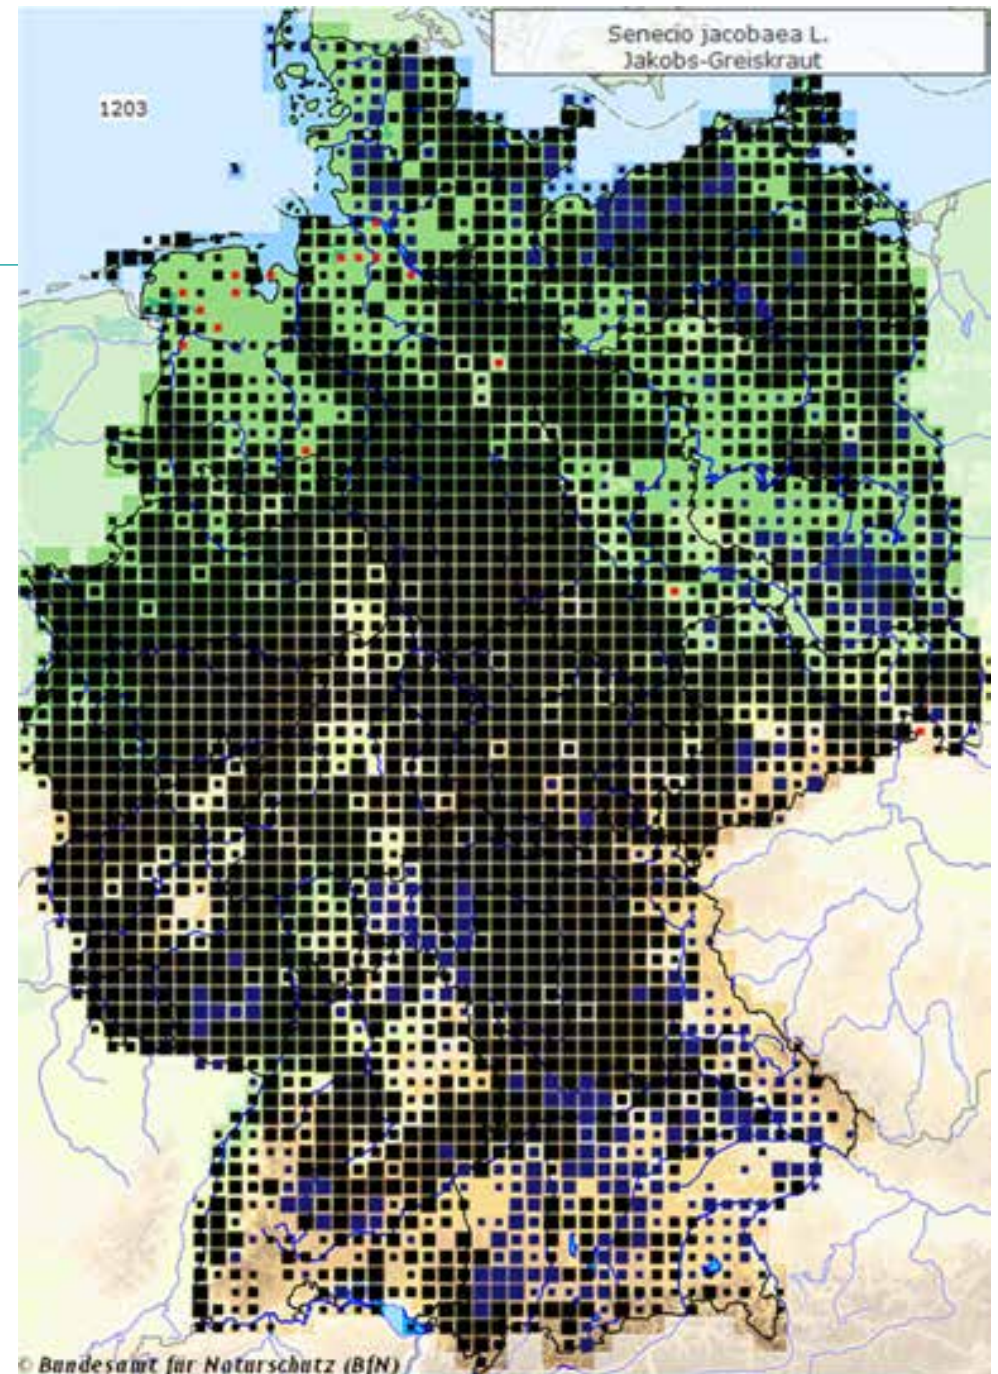 Senecio jacobaea L.
Jakobs-Greiskraut
1203
© Bundesamt für Naturschutz (BfN)